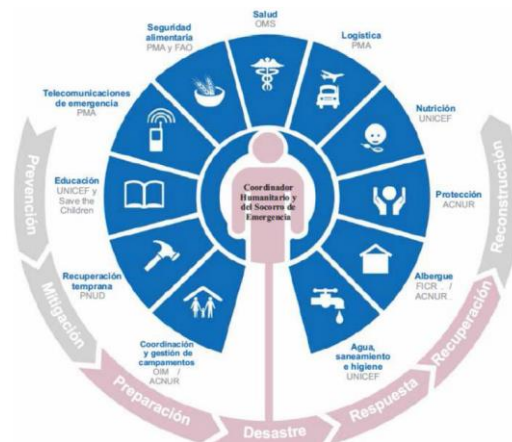 Salud
OMS
Seguridad
alimentaria
PMA y FAO
Logística
PMA
Telecomunicaciones
de emergencia
PMA
Nutrición
UNICEF
Educación
UNICEF y
Save the
Children
Coordinador
Humanitario y
del Socorro de
Emergencia
Protección
ACNUR
Recuperación
temprana
PNUD
Albergue
FICR . /
ACNUR .
Coordinación
y gestión de
campamentos
OIM /
ACNUR
Agua,
saneamiento
e higiene
UNICEF
Prevención
Mitigación
Preparación
Desastre
Respuesta
Recuperación
Reconstrucción